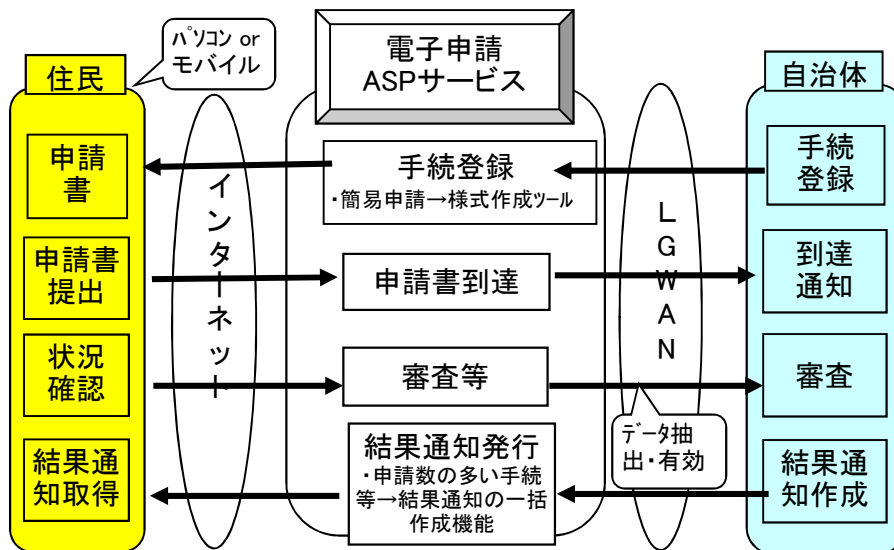 パソコン or
モバイル
住民
電子申請
ASPサービス
自治体
申請
書
インターネット
手続登録
・簡易申請→様式作成ツール
LGWAN
手続
登録
申請書
提出
申請書到達
到達
通知
状況
確認
審査等
審査
データ抽
出・有効
結果通
知取得
結果通知発行
・申請数の多い手続
等→結果通知の一括
作成機能
結果通
知作成